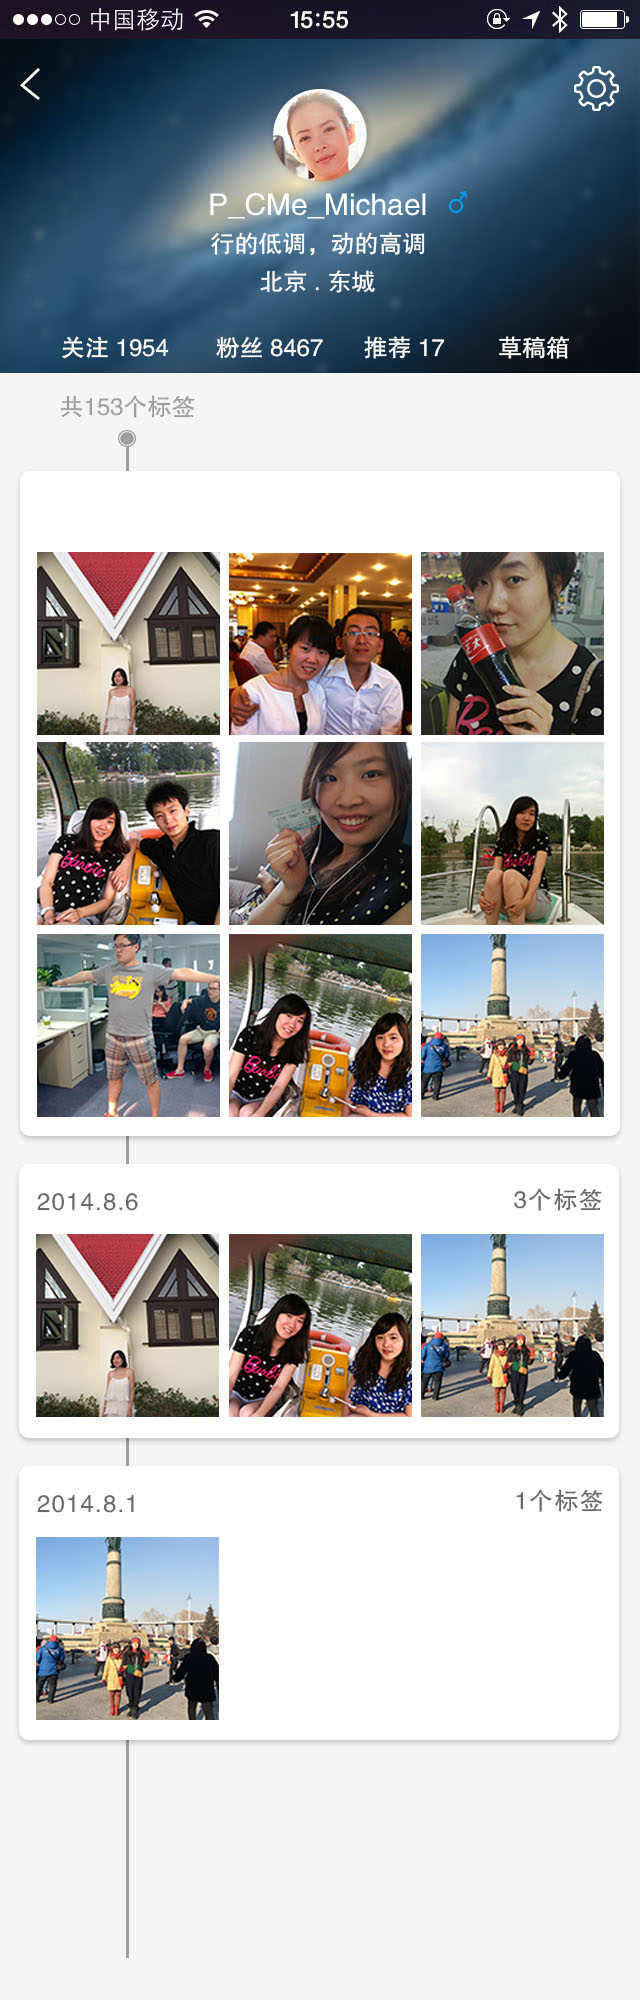 中国移动 15:55
P_CMe_Michael ♂
行的低调，动的高调
北京 . 东城
关注 1954 粉丝 8467 推荐 17 草稿箱
共153个标签
Barbie
2014.8.6 3个标签
2014.8.1 1个标签